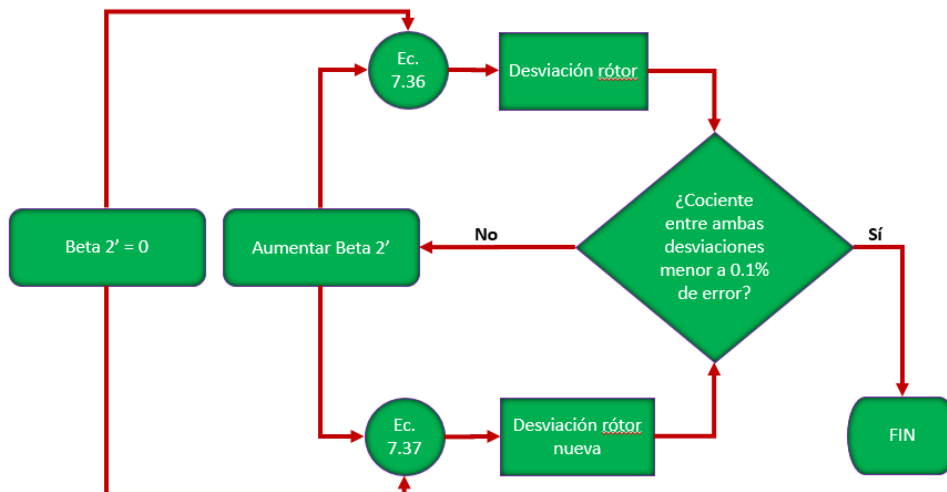 Ec.
7.36
Desviación rótor
Beta 2’ = 0
Aumentar Beta 2’
No
¿Cociente
entre ambas
desviaciones
menor a 0.1%
de error?
Sí
Ec.
7.37
Desviación rótor
nueva
FIN